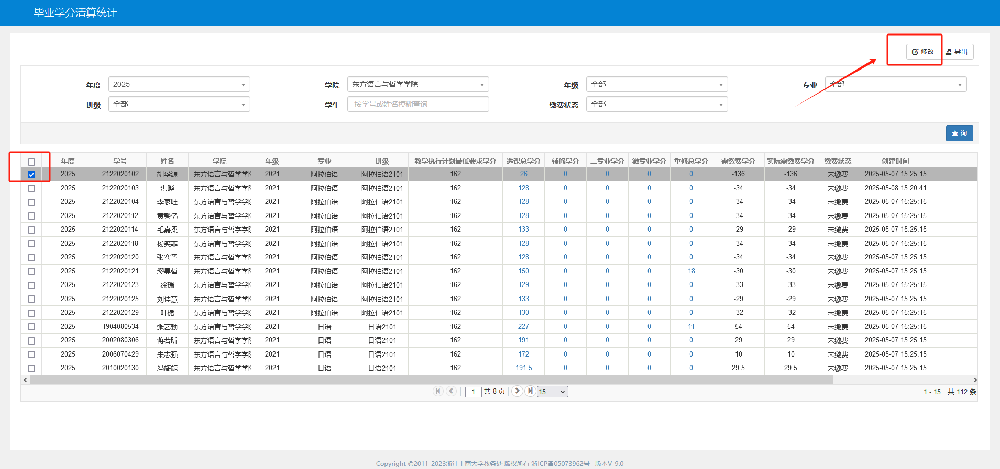 毕业学分清算统计
修改 导出
年度 2025 学院 东方语言与哲学学院 年级 全部 专业 全部
班级 全部 学生 按学号或姓名模糊查询 缴费状态 全部
查 询
年度 学号 姓名 学院 年级 专业 班级 教学执行计划最低要求学分 选课总学分 辅修学分 二专业学分 微专业学分 重修总学分 需缴费学分 实际需缴费学分 缴费状态 创建时间
2025 2122020102 胡华源 东方语言与哲学学院 2021 阿拉伯语 阿拉伯语2101 162 26 0 0 0 0 -136 -136 未缴费 2025-05-07 15:25:15
2025 2122020103 洪晔 东方语言与哲学学院 2021 阿拉伯语 阿拉伯语2101 162 128 0 0 0 0 -34 -34 未缴费 2025-05-08 15:20:41
2025 2122020104 李家旺 东方语言与哲学学院 2021 阿拉伯语 阿拉伯语2101 162 128 0 0 0 0 -34 -34 未缴费 2025-05-07 15:25:15
2025 2122020112 黄馨亿 东方语言与哲学学院 2021 阿拉伯语 阿拉伯语2101 162 128 0 0 0 0 -34 -34 未缴费 2025-05-07 15:25:15
2025 2122020114 毛嘉柔 东方语言与哲学学院 2021 阿拉伯语 阿拉伯语2101 162 133 0 0 0 0 -29 -29 未缴费 2025-05-07 15:25:15
2025 2122020118 杨笑菲 东方语言与哲学学院 2021 阿拉伯语 阿拉伯语2101 162 128 0 0 0 0 -34 -34 未缴费 2025-05-07 15:25:15
2025 2122020120 张骞予 东方语言与哲学学院 2021 阿拉伯语 阿拉伯语2101 162 128 0 0 0 0 -34 -34 未缴费 2025-05-07 15:25:15
2025 2122020121 缪昊哲 东方语言与哲学学院 2021 阿拉伯语 阿拉伯语2101 162 150 0 0 0 18 -30 -30 未缴费 2025-05-07 15:25:15
2025 2122020123 徐瑞 东方语言与哲学学院 2021 阿拉伯语 阿拉伯语2101 162 129 0 0 0 0 -33 -33 未缴费 2025-05-07 15:25:15
2025 2122020125 刘佳慧 东方语言与哲学学院 2021 阿拉伯语 阿拉伯语2101 162 133 0 0 0 0 -29 -29 未缴费 2025-05-07 15:25:15
2025 2122020129 叶栀 东方语言与哲学学院 2021 阿拉伯语 阿拉伯语2101 162 130 0 0 0 0 -32 -32 未缴费 2025-05-07 15:25:15
2025 1904080534 张艺颖 东方语言与哲学学院 2021 日语 日语2101 162 227 0 0 0 11 54 54 未缴费 2025-05-07 15:25:15
2025 2002080306 蒋若昕 东方语言与哲学学院 2021 日语 日语2101 162 191 0 0 0 0 29 29 未缴费 2025-05-07 15:25:15
2025 2006070429 朱志强 东方语言与哲学学院 2021 日语 日语2101 162 172 0 0 0 0 10 10 未缴费 2025-05-07 15:25:15
2025 2010020130 冯旖旎 东方语言与哲学学院 2021 日语 日语2101 162 191.5 0 0 0 0 29.5 29.5 未缴费 2025-05-07 15:25:15
1 共 8 页 15 1 - 15 共 112 条
Copyright ©2011-2023浙江工商大学教务处 版权所有 浙ICP备05073962号 版本V-9.0